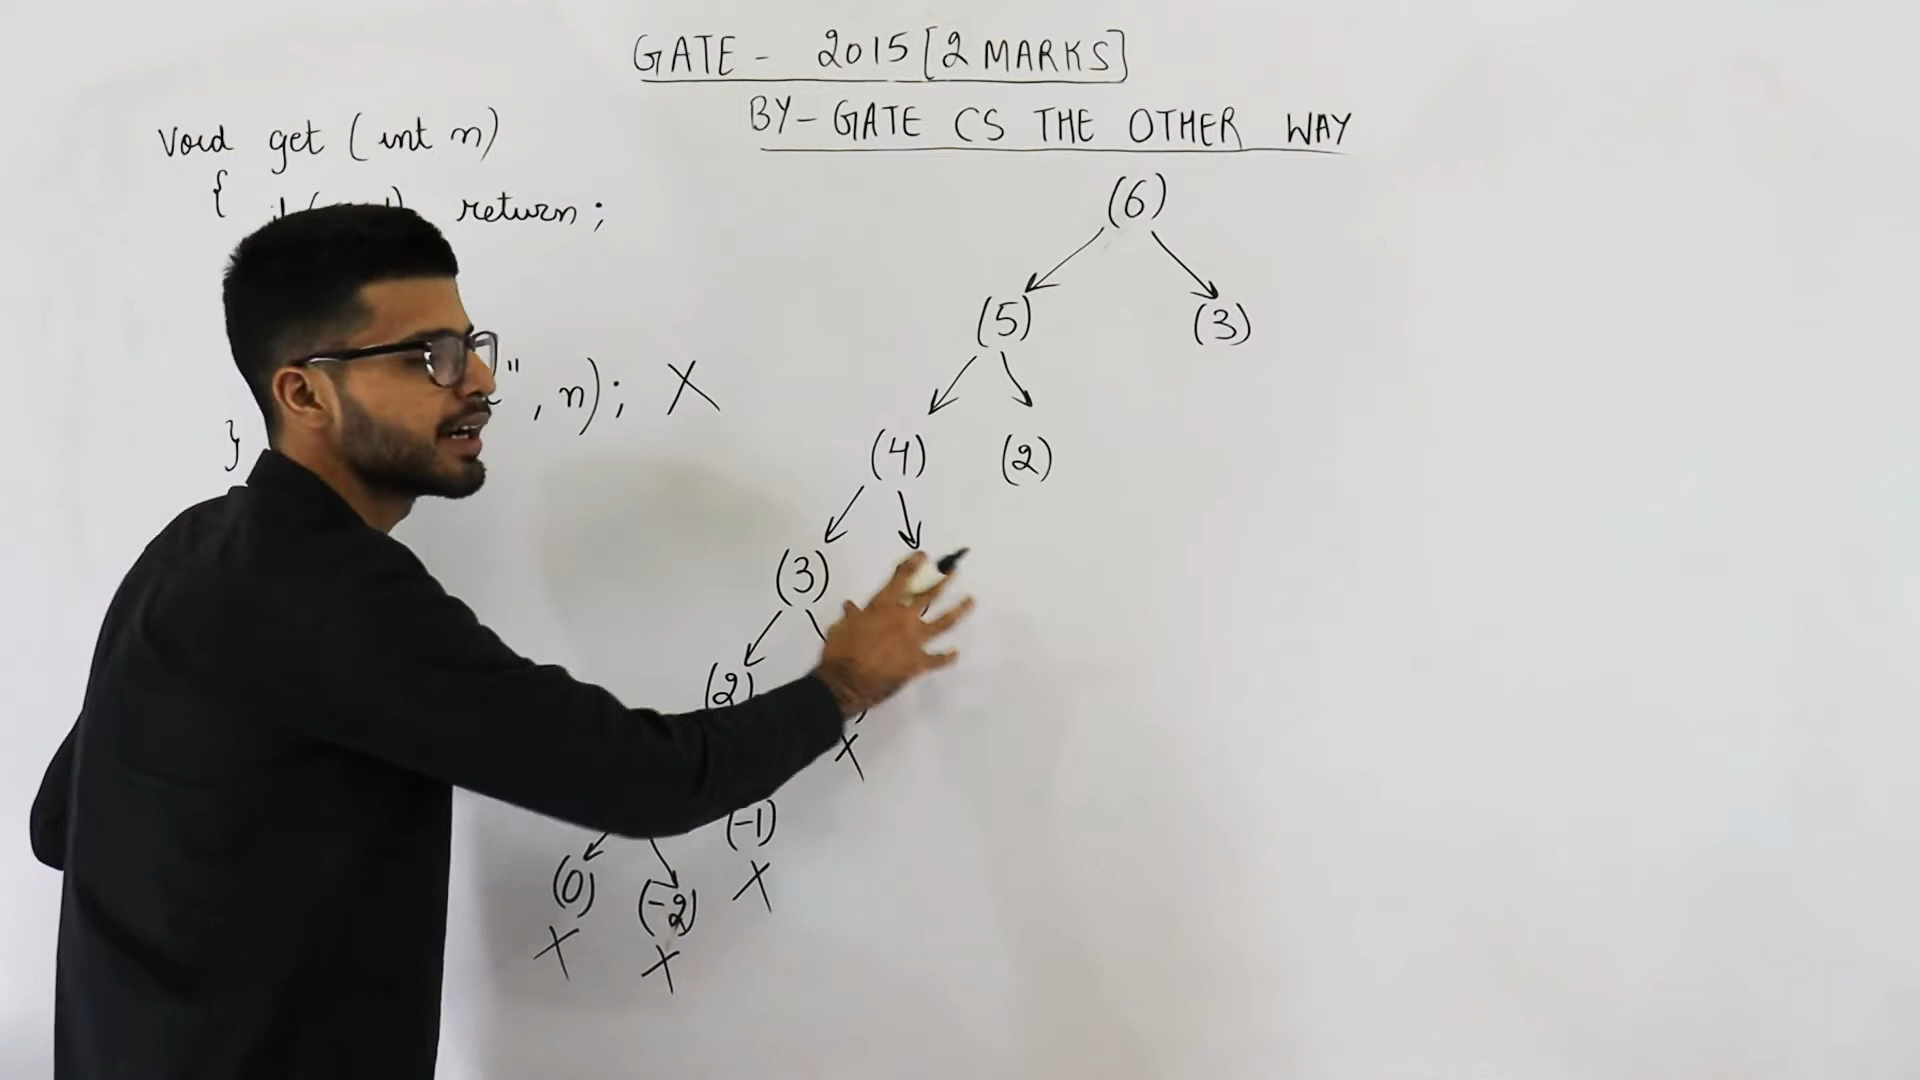 GATE - 2015 [2 MARKS]
BY - GATE CS THE OTHER WAY
Void get (int n)
{ return;
", n); X
}
(6)
(5) (3)
(4) (2)
(3)
(2)
X
(-1)
(0) (-2) X
X X